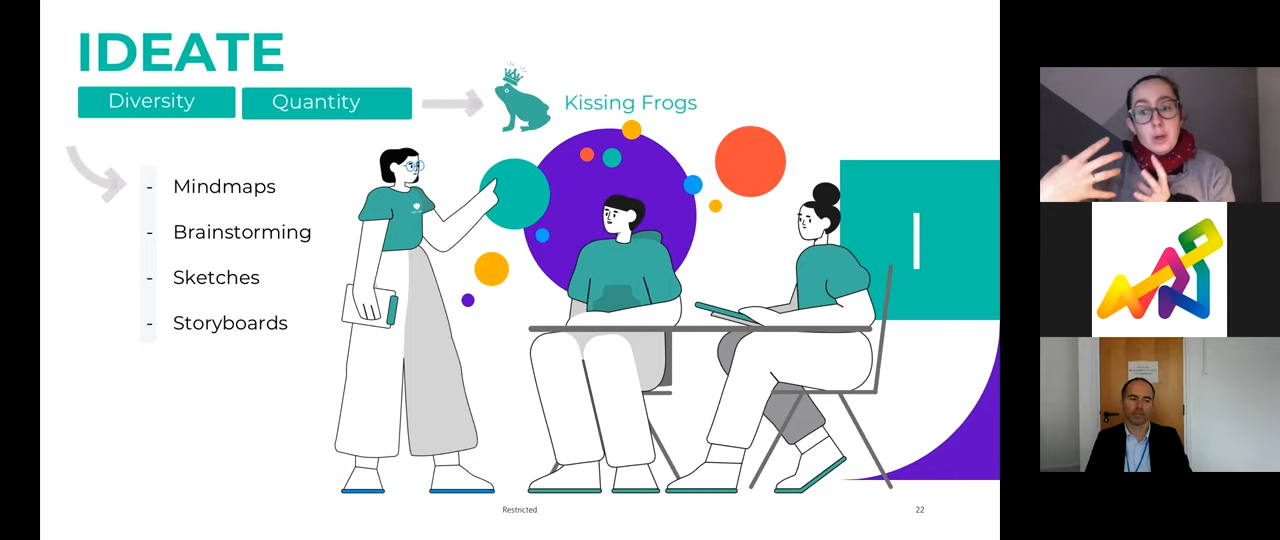 IDEATE
Diversity
Quantity
Kissing Frogs
- Mindmaps
- Brainstorming
- Sketches
- Storyboards
I
Restricted
22